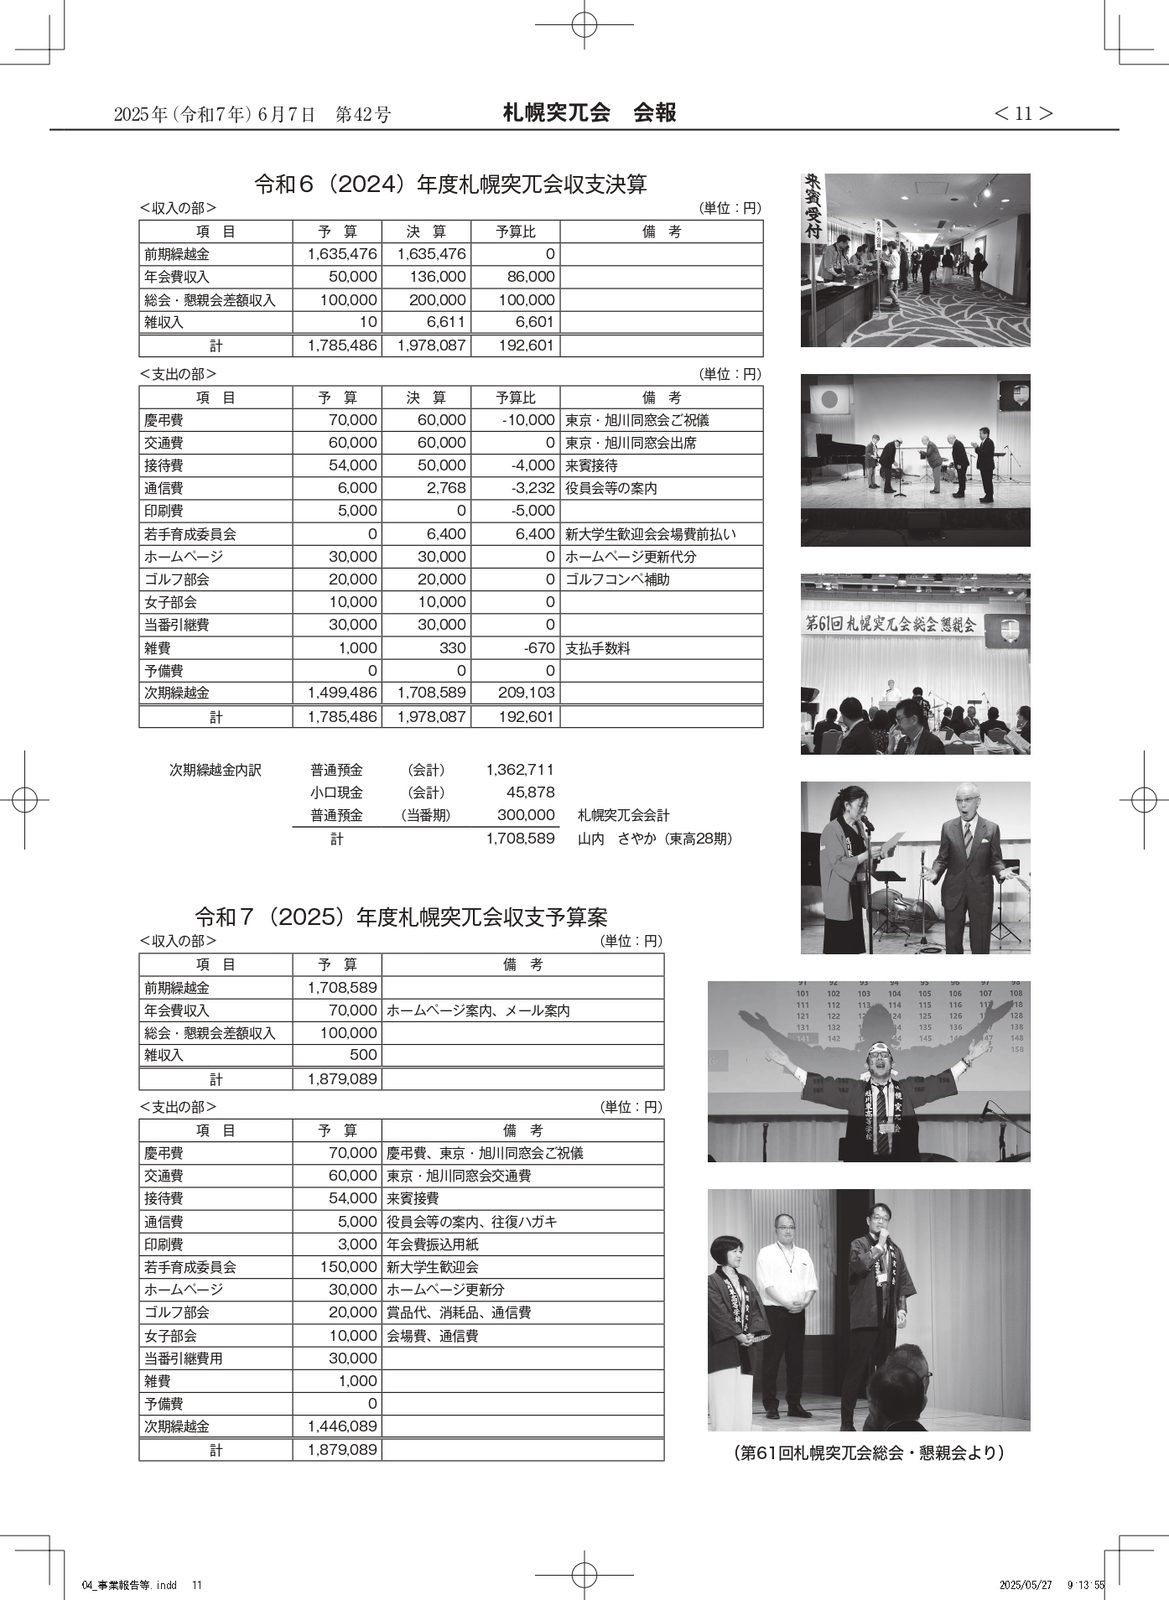 2025年(令和7年)6月7日 第42号 札幌突兀会 会報 <11>
令和6(2024)年度札幌突兀会収支決算
<収入の部> (単位：円)
項 目 予 算 決 算 予算比 備 考
前期繰越金 1,635,476 1,635,476 0
年会費収入 50,000 136,000 86,000
総会・懇親会差額収入 100,000 200,000 100,000
雑収入 10 6,611 6,601
計 1,785,486 1,978,087 192,601
<支出の部> (単位：円)
項 目 予 算 決 算 予算比 備 考
慶弔費 70,000 60,000 -10,000 東京・旭川同窓会ご祝儀
交通費 60,000 60,000 0 東京・旭川同窓会出席
接待費 54,000 50,000 -4,000 来賓接待
通信費 6,000 2,768 -3,232 役員会等の案内
印刷費 5,000 0 -5,000
若手育成委員会 0 6,400 6,400 新大学生歓迎会会場費前払い
ホームページ 30,000 30,000 0 ホームページ更新代分
ゴルフ部会 20,000 20,000 0 ゴルフコンペ補助
女子部会 10,000 10,000 0
当番引継費 30,000 30,000 0
雑費 1,000 330 -670 支払手数料
予備費 0 0 0
次期繰越金 1,499,486 1,708,589 209,103
計 1,785,486 1,978,087 192,601
次期繰越金内訳 普通預金 (会計) 1,362,711
小口現金 (会計) 45,878
普通預金 (当番期) 300,000 札幌突兀会会計
計 1,708,589 山内 さやか(東高28期)
令和7(2025)年度札幌突兀会収支予算案
<収入の部> (単位：円)
項 目 予 算 備 考
前期繰越金 1,708,589
年会費収入 70,000 ホームページ案内、メール案内
総会・懇親会差額収入 100,000
雑収入 500
計 1,879,089
<支出の部> (単位：円)
項 目 予 算 備 考
慶弔費 70,000 慶弔費、東京・旭川同窓会ご祝儀
交通費 60,000 東京・旭川同窓会交通費
接待費 54,000 来賓接費
通信費 5,000 役員会等の案内、往復ハガキ
印刷費 3,000 年会費振込用紙
若手育成委員会 150,000 新大学生歓迎会
ホームページ 30,000 ホームページ更新分
ゴルフ部会 20,000 賞品代、消耗品、通信費
女子部会 10,000 会場費、通信費
当番引継費用 30,000
雑費 1,000
予備費 0
次期繰越金 1,446,089
計 1,879,089
来賓受付
第61回札幌突兀会総会懇親会
101 102 103 104 105 106 107 108
111 112 113 114 115 116 117 118
121 122 123 124 125 126 128
131 132 135 136 138
141 142 145 147 148
158
(第61回札幌突兀会総会・懇親会より)
04_事業報告等.indd 11 2025/05/27 9:13:55